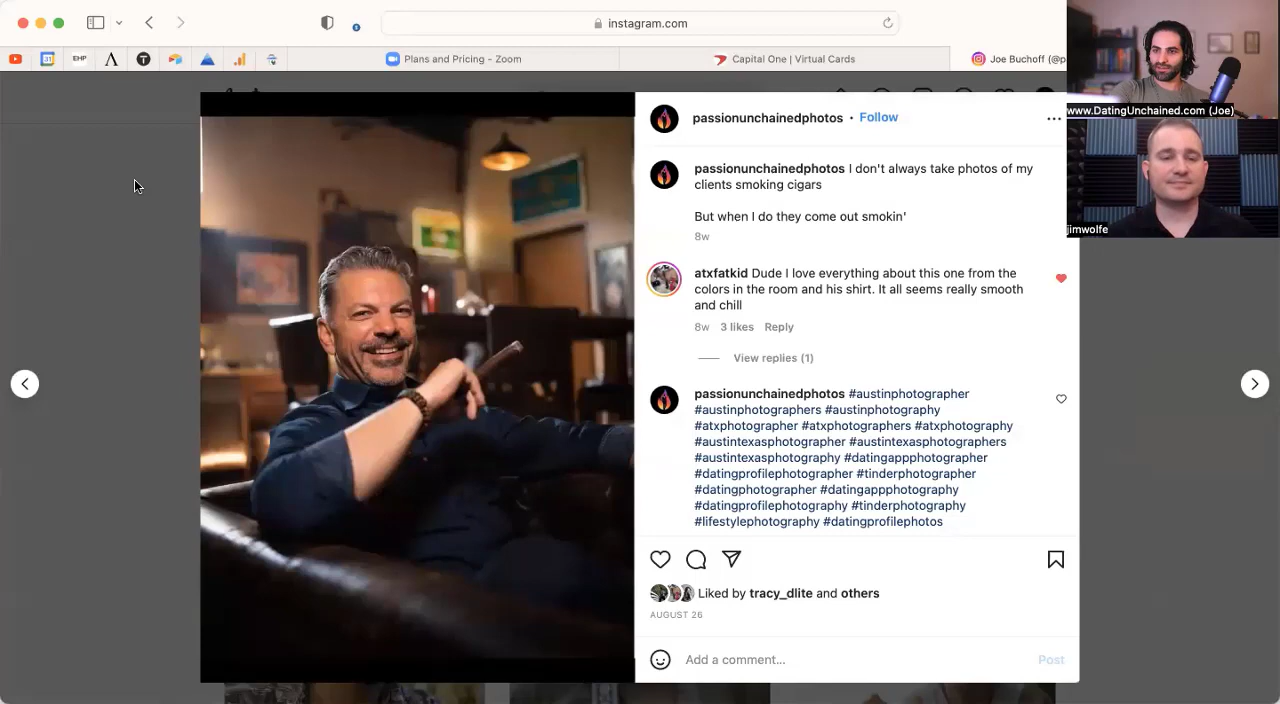 instagram.com
31
EMP
Plans and Pricing - Zoom
Capital One | Virtual Cards
Joe Buchoff (@p
www.DatingUnchained.com (Joe)
jimwolfe
passionunchainedphotos • Follow
passionunchainedphotos I don't always take photos of my
clients smoking cigars
But when I do they come out smokin'
8w
atxfatkid Dude I love everything about this one from the
colors in the room and his shirt. It all seems really smooth
and chill
8w 3 likes Reply
View replies (1)
passionunchainedphotos #austinphotographer
#austinphotographers #austinphotography
#atxphotographer #atxphotographers #atxphotography
#austintexasphotographer #austintexasphotographers
#austintexasphotography #datingappphotographer
#datingprofilephotographer #tinderphotographer
#datingphotographer #datingappphotography
#datingprofilephotography #tinderphotography
#lifestylephotography #datingprofilephotos
Liked by tracy_dlite and others
AUGUST 26
Add a comment...
Post